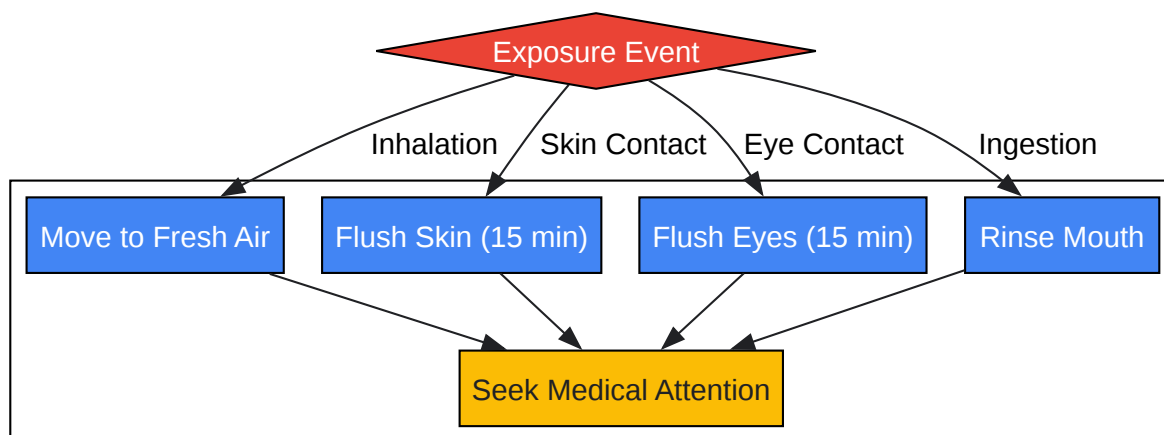 Exposure Event
Inhalation
Skin Contact
Eye Contact
Ingestion
Move to Fresh Air
Flush Skin (15 min)
Flush Eyes (15 min)
Rinse Mouth
Seek Medical Attention